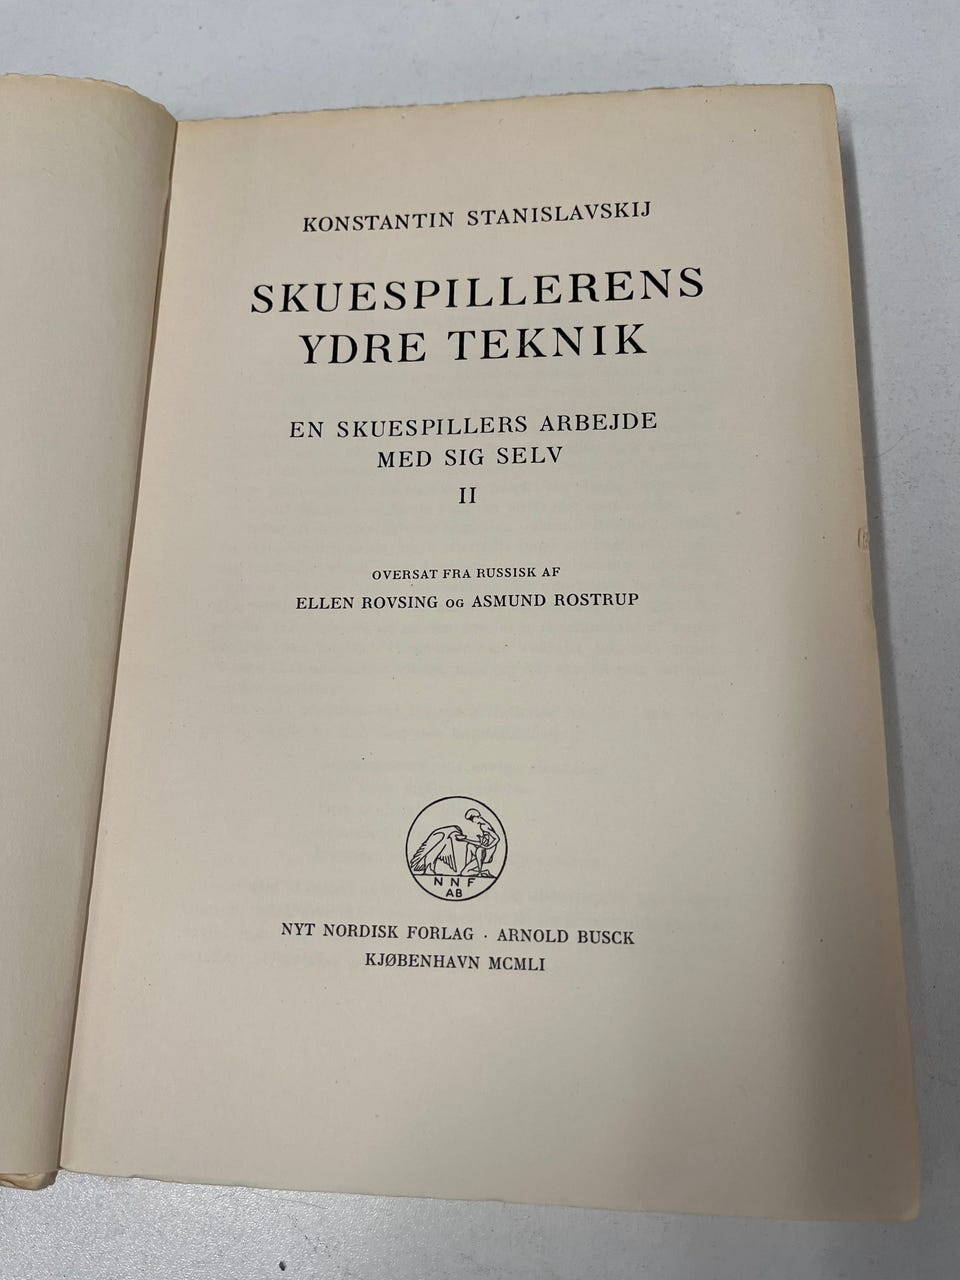 KONSTANTIN STANISLAVSKIJ
SKUESPILLERENS
YDRE TEKNIK
EN SKUESPILLERS ARBEJDE
MED SIG SELV
II
OVERSAT FRA RUSSISK AF
ELLEN ROVSING OG ASMUND ROSTRUP
N N F
AB
NYT NORDISK FORLAG · ARNOLD BUSCK
KJØBENHAVN MCMLI